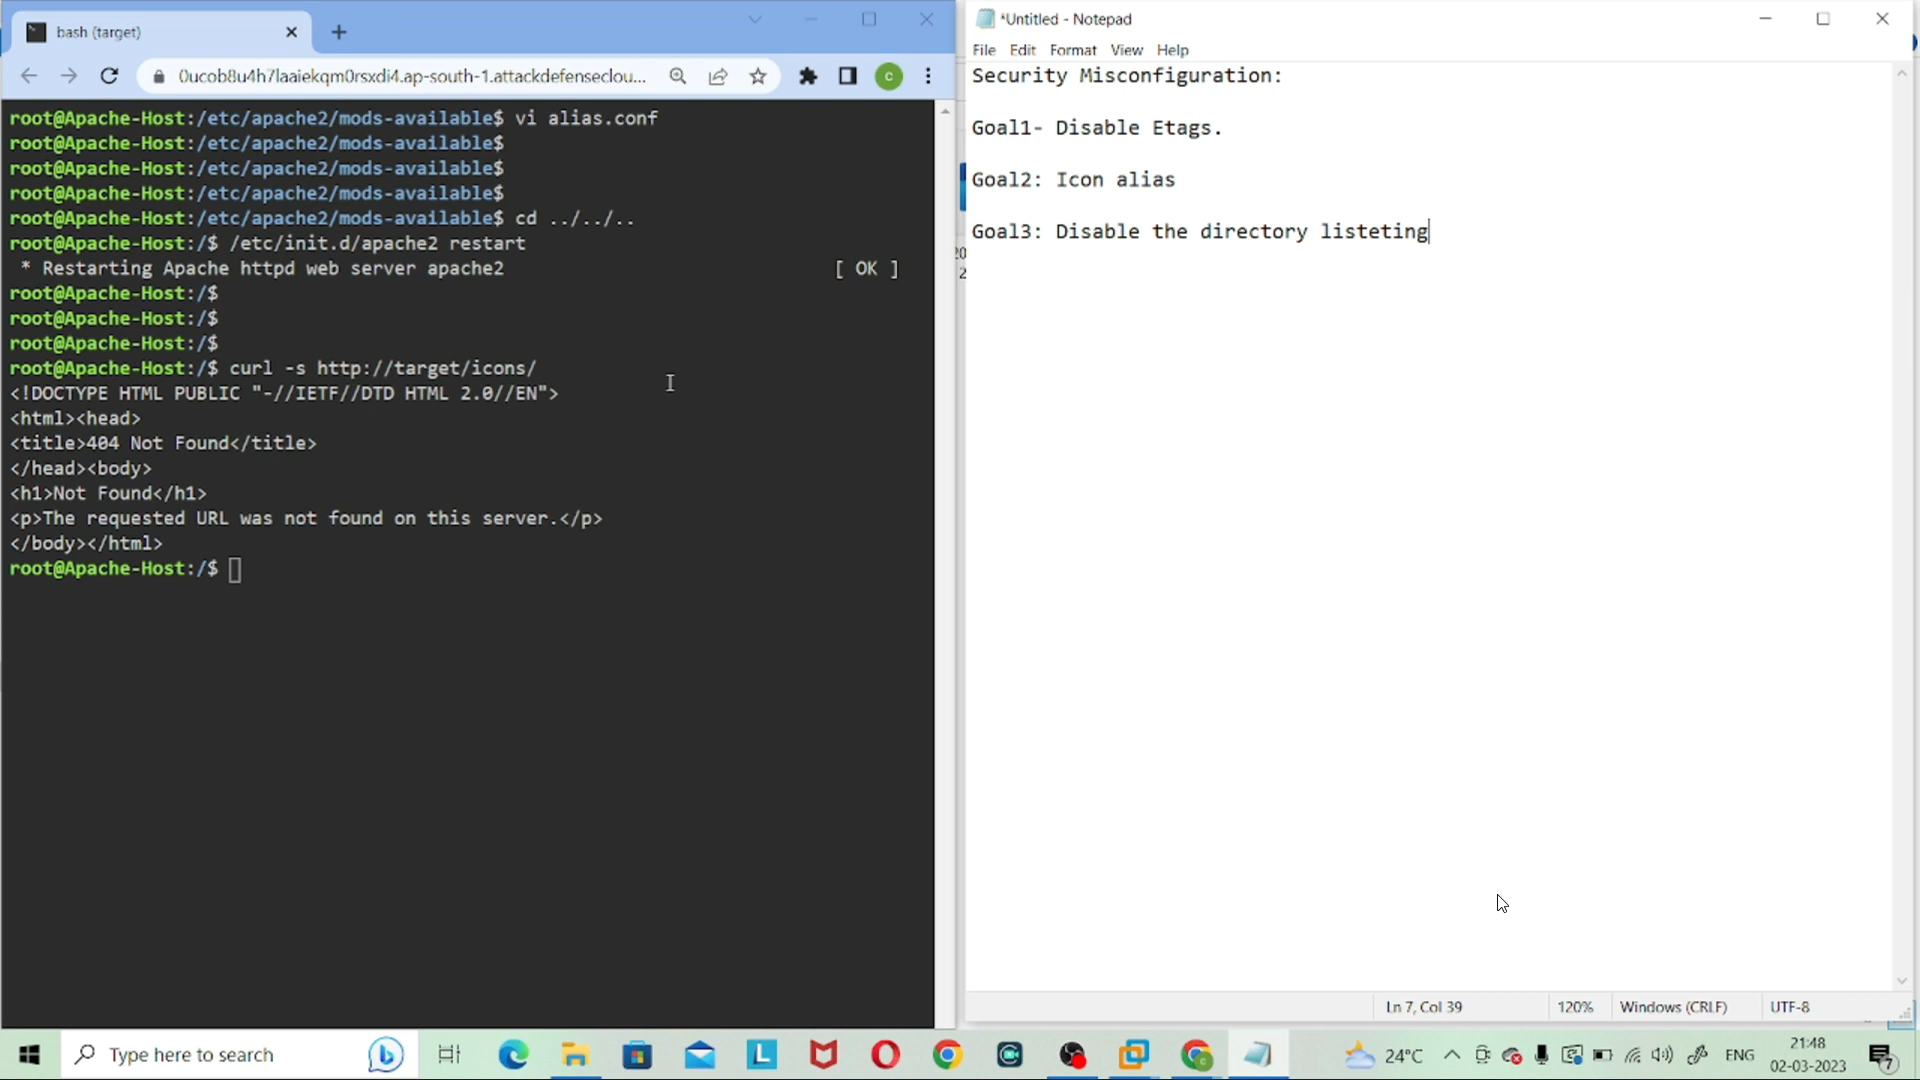 bash (target)
0ucob8u4h7laaiekqm0rsxdi4.ap-south-1.attackdefenseclou...
c
root@Apache-Host:/etc/apache2/mods-available$ vi alias.conf
root@Apache-Host:/etc/apache2/mods-available$
root@Apache-Host:/etc/apache2/mods-available$
root@Apache-Host:/etc/apache2/mods-available$
root@Apache-Host:/etc/apache2/mods-available$ cd ../../..
root@Apache-Host:/$ /etc/init.d/apache2 restart
* Restarting Apache httpd web server apache2 [ OK ]
root@Apache-Host:/$
root@Apache-Host:/$
root@Apache-Host:/$
root@Apache-Host:/$ curl -s http://target/icons/
<!DOCTYPE HTML PUBLIC "-//IETF//DTD HTML 2.0//EN">
<html><head>
<title>404 Not Found</title>
</head><body>
<h1>Not Found</h1>
<p>The requested URL was not found on this server.</p>
</body></html>
root@Apache-Host:/$
*Untitled - Notepad
File Edit Format View Help
Security Misconfiguration:
Goal1- Disable Etags.
Goal2: Icon alias
Goal3: Disable the directory listeting
Ln 7, Col 39 120% Windows (CRLF) UTF-8
Type here to search
24°C
ENG
21:48
02-03-2023
7